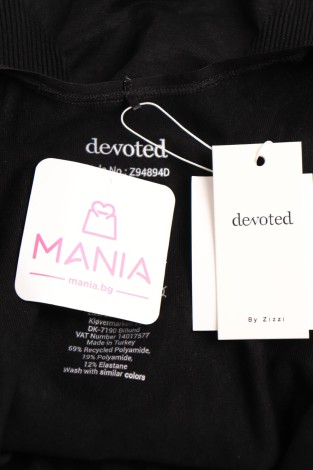 devoted
No.: Z94894D
MANIA
mania.bg
devoted
By Zizzi
Kløvermarken
DK-7190 Billund
VAT Number 14017577
Made in Turkey
69% Recycled Polyamide,
19% Polyamide,
12% Elastane
Wash with similar colors